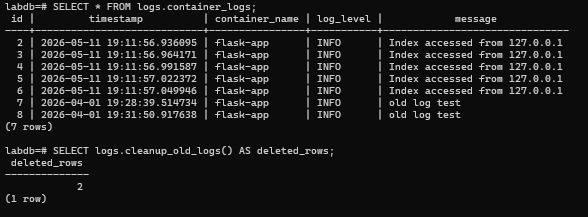 labdb=# SELECT * FROM logs.container_logs;
 id |         timestamp          | container_name | log_level |             message
----+----------------------------+----------------+-----------+------------------------------
  2 | 2026-05-11 19:11:56.936095 | flask-app      | INFO      | Index accessed from 127.0.0.1
  3 | 2026-05-11 19:11:56.964171 | flask-app      | INFO      | Index accessed from 127.0.0.1
  4 | 2026-05-11 19:11:56.991587 | flask-app      | INFO      | Index accessed from 127.0.0.1
  5 | 2026-05-11 19:11:57.022372 | flask-app      | INFO      | Index accessed from 127.0.0.1
  6 | 2026-05-11 19:11:57.049946 | flask-app      | INFO      | Index accessed from 127.0.0.1
  7 | 2026-04-01 19:28:39.514734 | flask-app      | INFO      | old log test
  8 | 2026-04-01 19:31:50.917638 | flask-app      | INFO      | old log test
(7 rows)

labdb=# SELECT logs.cleanup_old_logs() AS deleted_rows;
 deleted_rows
--------------
            2
(1 row)